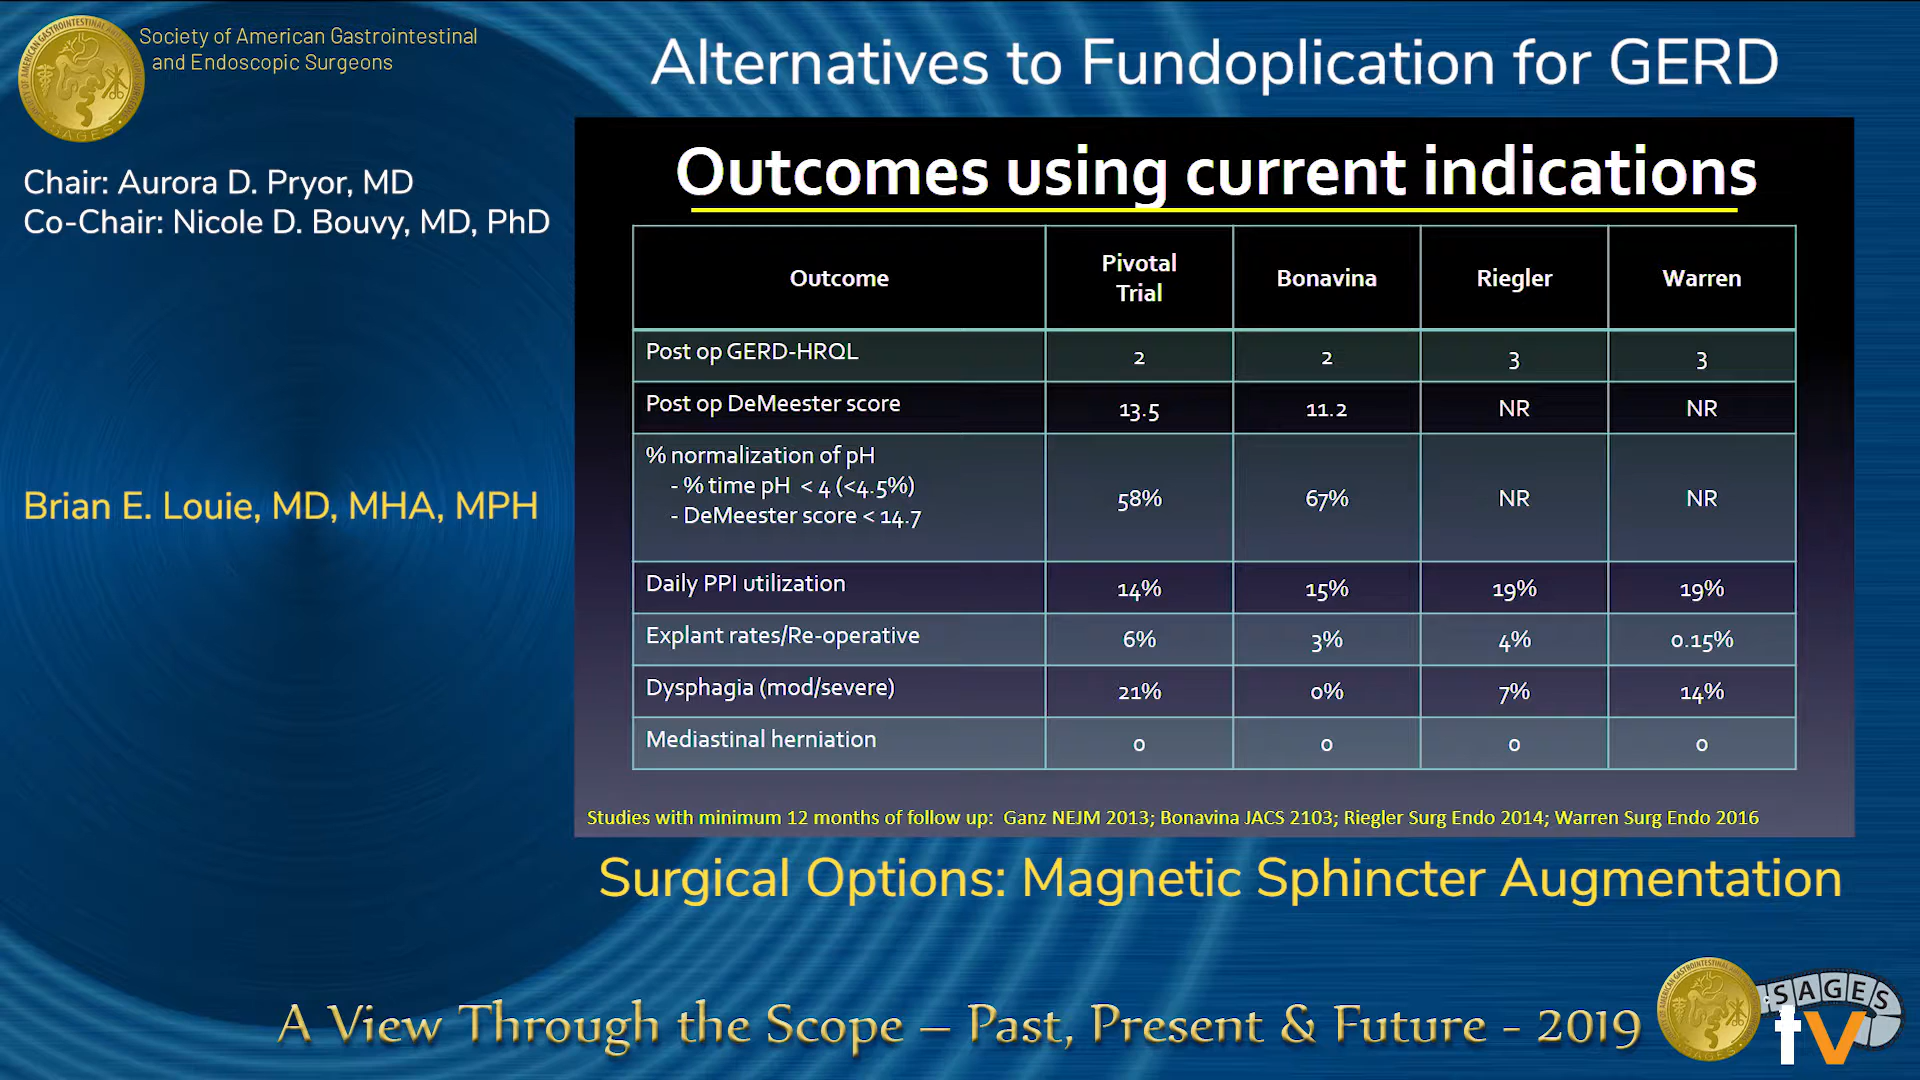 Society of American Gastrointestinal
and Endoscopic Surgeons
Alternatives to Fundoplication for GERD
Chair: Aurora D. Pryor, MD
Co-Chair: Nicole D. Bouvy, MD, PhD
Brian E. Louie, MD, MHA, MPH
Outcomes using current indications
Outcome Pivotal Trial Bonavina Riegler Warren
Post op GERD-HRQL 2 2 3 3
Post op DeMeester score 13.5 11.2 NR NR
% normalization of pH
- % time pH < 4 (<4.5%) 58% 67% NR NR
- DeMeester score < 14.7
Daily PPI utilization 14% 15% 19% 19%
Explant rates/Re-operative 6% 3% 4% 0.15%
Dysphagia (mod/severe) 21% 0% 7% 14%
Mediastinal herniation 0 0 0 0
Studies with minimum 12 months of follow up: Ganz NEJM 2013; Bonavina JACS 2103; Riegler Surg Endo 2014; Warren Surg Endo 2016
Surgical Options: Magnetic Sphincter Augmentation
A View Through the Scope – Past, Present & Future - 2019
SAGES
tv